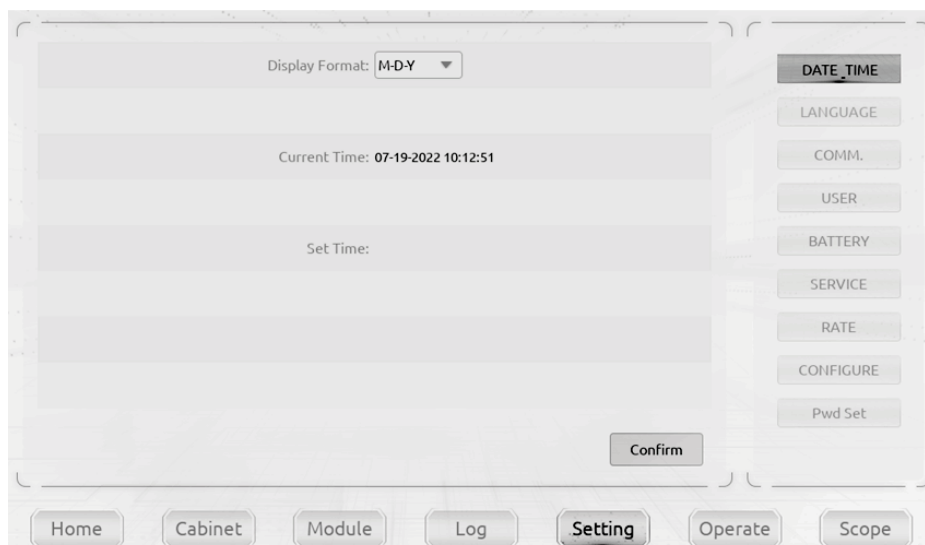 Display Format: M-D-Y
Current Time: 07-19-2022 10:12:51
Set Time:
Confirm
DATE_TIME
LANGUAGE
COMM.
USER
BATTERY
SERVICE
RATE
CONFIGURE
Pwd Set
Home Cabinet Module Log Setting Operate Scope